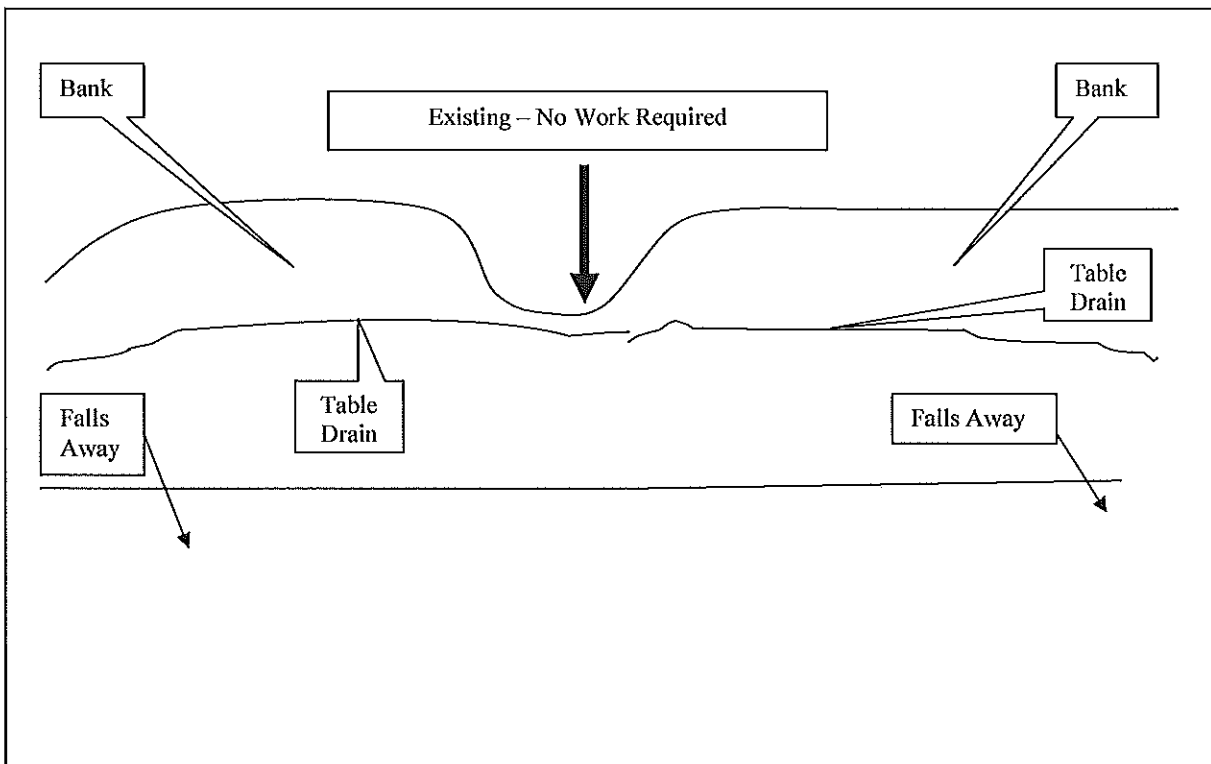 Bank
Existing – No Work Required
Bank
Table
Drain
Table
Drain
Falls
Away
Falls Away